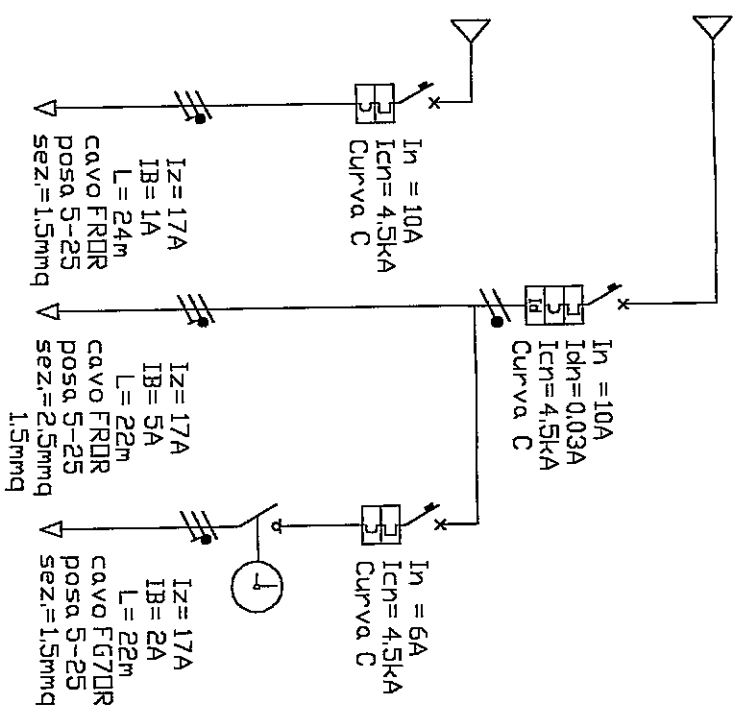 In = 10A
Icn= 4,5kA
Curva C
In =10A
Idn=0,03A
Icn=4,5kA
Curva C
Id
In = 6A
Icn= 4,5kA
Curva C
Iz= 17A
IB= 1A
L= 24m
cavo FROR
posa 5-25
sez.=1,5mmq
Iz= 17A
IB= 5A
L= 22m
cavo FROR
posa 5-25
sez.=2,5mmq
1,5mmq
Iz= 17A
IB= 2A
L= 22m
cavo FG7OR
posa 5-25
sez.=1,5mmq